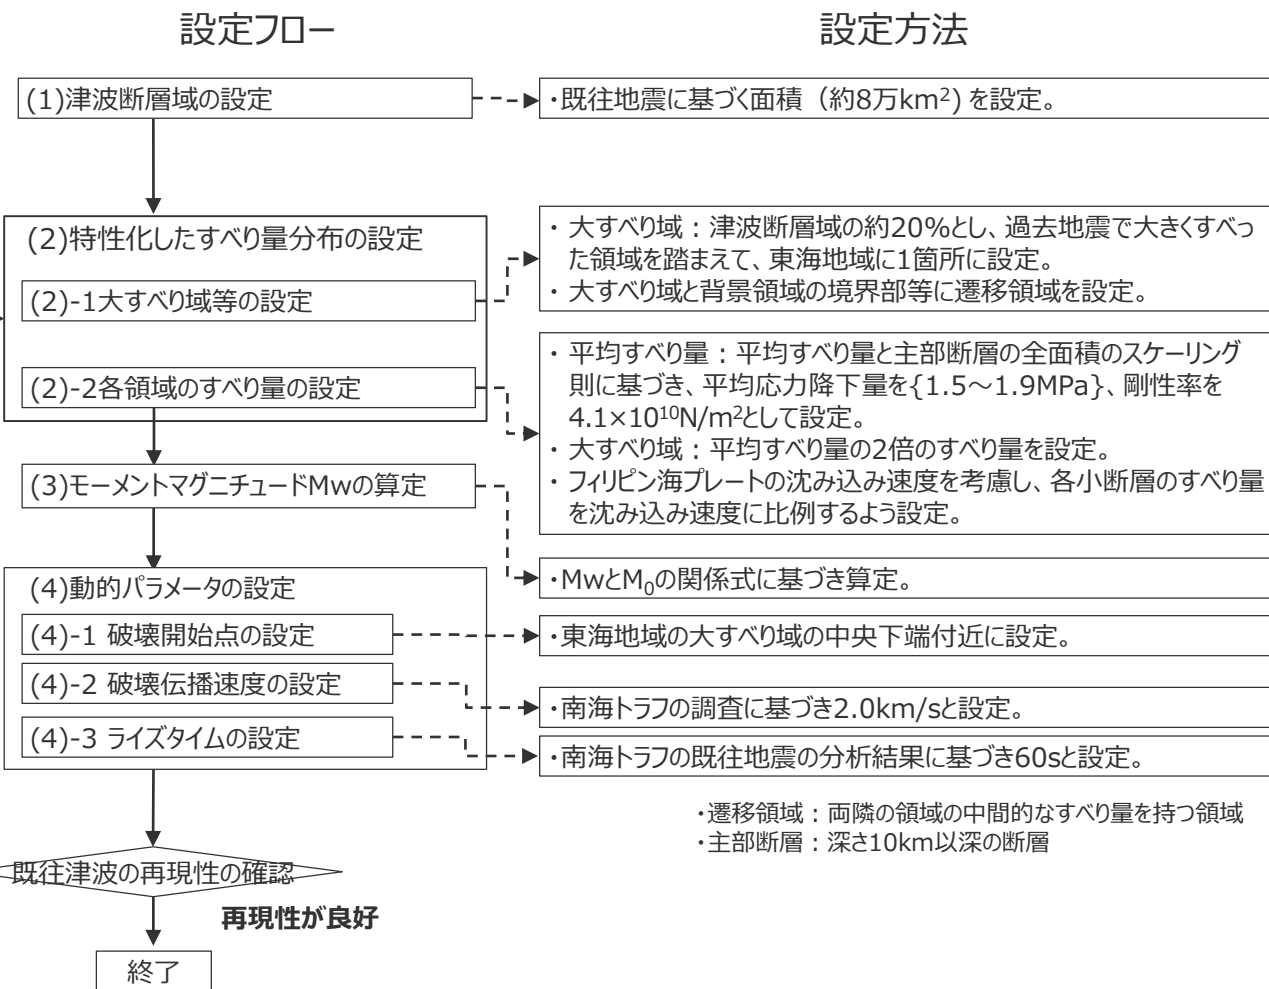 設定フロー
設定方法
(1)津波断層域の設定
・既往地震に基づく面積（約8万km²) を設定。
(2)特性化したすべり量分布の設定
(2)-1大すべり域等の設定
・大すべり域：津波断層域の約20%とし、過去地震で大きくすべっ
た領域を踏まえて、東海地域に1箇所に設定。
・大すべり域と背景領域の境界部等に遷移領域を設定。
(2)-2各領域のすべり量の設定
・平均すべり量：平均すべり量と主部断層の全面積のスケーリング
則に基づき、平均応力降下量を{1.5～1.9MPa}、剛性率を
4.1×10¹⁰N/m²として設定。
・大すべり域：平均すべり量の2倍のすべり量を設定。
・フィリピン海プレートの沈み込み速度を考慮し、各小断層のすべり量
を沈み込み速度に比例するよう設定。
(3)モーメントマグニチュードMwの算定
・MwとM₀の関係式に基づき算定。
(4)動的パラメータの設定
(4)-1 破壊開始点の設定
・東海地域の大すべり域の中央下端付近に設定。
(4)-2 破壊伝播速度の設定
・南海トラフの調査に基づき2.0km/sと設定。
(4)-3 ライズタイムの設定
・南海トラフの既往地震の分析結果に基づき60sと設定。
・遷移領域：両隣の領域の中間的なすべり量を持つ領域
・主部断層：深さ10km以深の断層
既往津波の再現性の確認
再現性が良好
終了